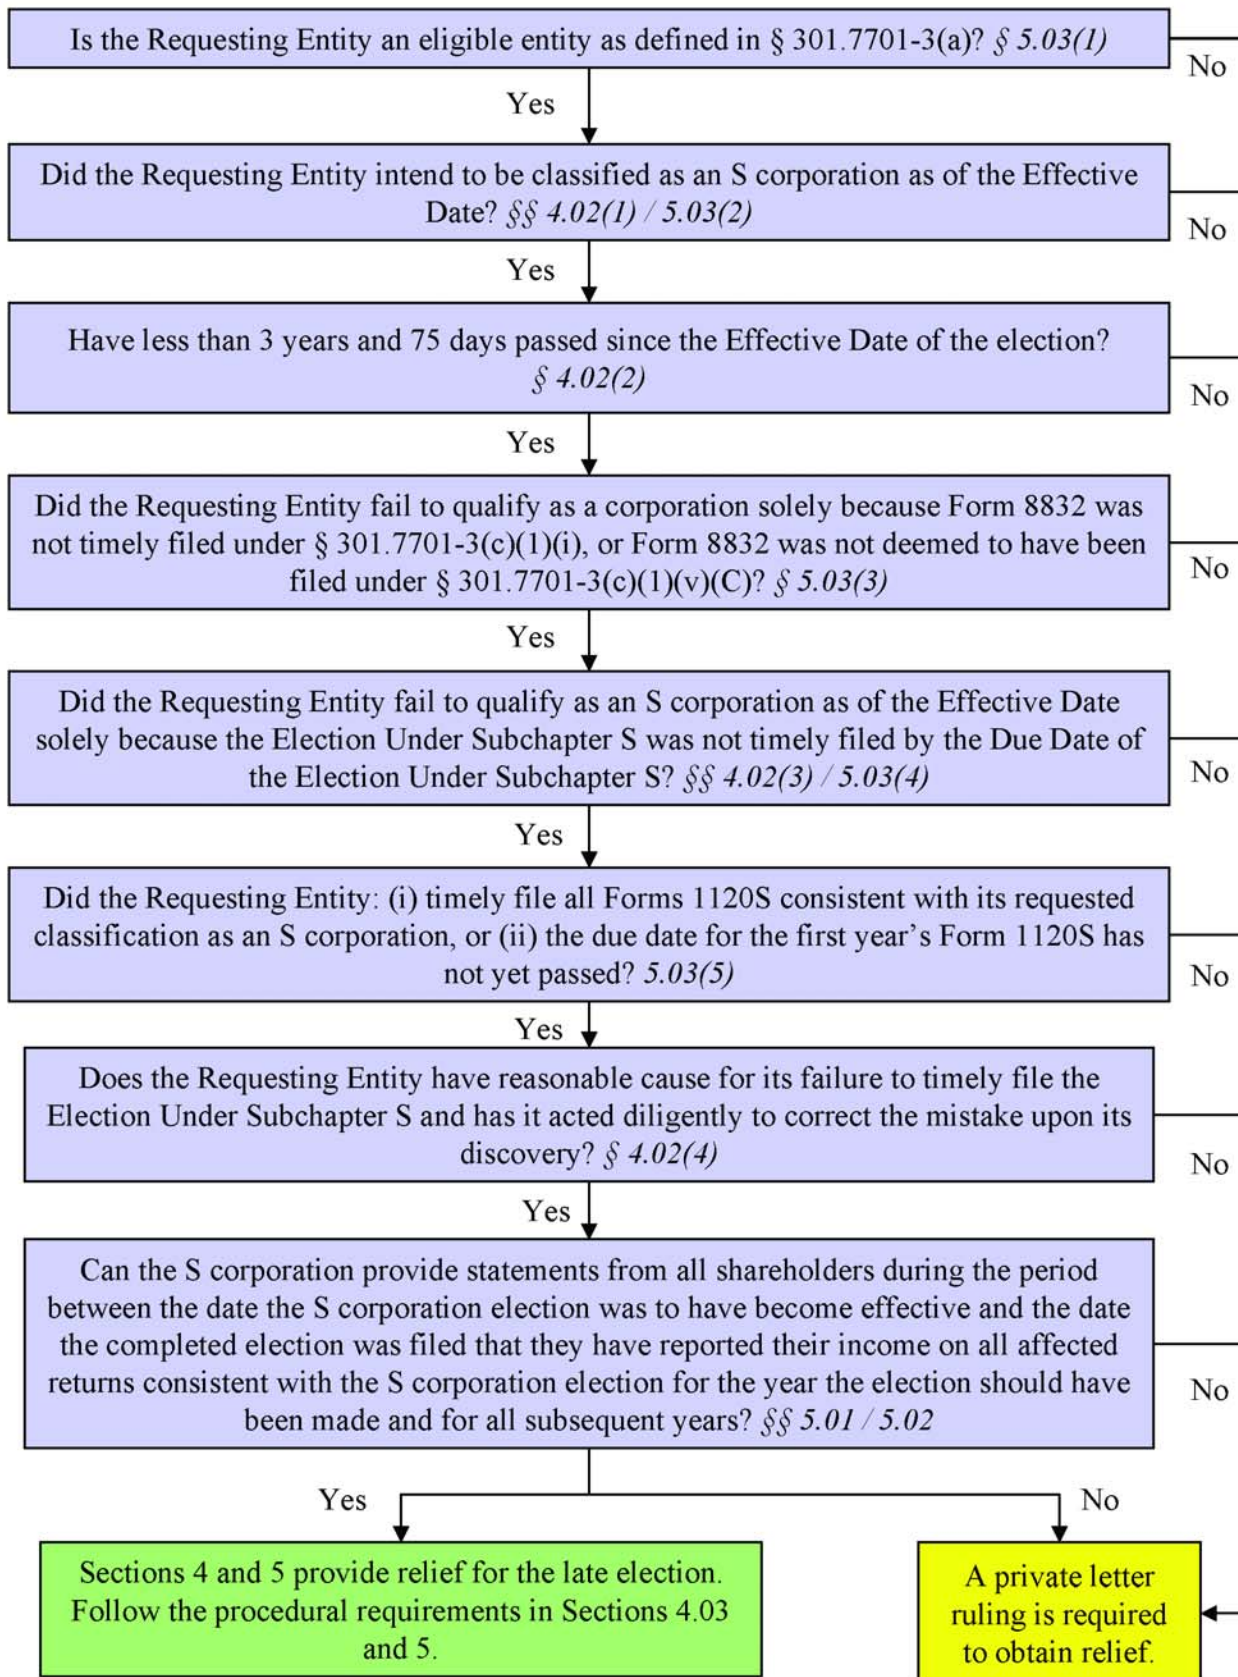 Is the Requesting Entity an eligible entity as defined in § 301.7701-3(a)? § 5.03(1)
No
Yes
Did the Requesting Entity intend to be classified as an S corporation as of the Effective
Date? §§ 4.02(1) / 5.03(2)
No
Yes
Have less than 3 years and 75 days passed since the Effective Date of the election?
§ 4.02(2)
No
Yes
Did the Requesting Entity fail to qualify as a corporation solely because Form 8832 was
not timely filed under § 301.7701-3(c)(1)(i), or Form 8832 was not deemed to have been
filed under § 301.7701-3(c)(1)(v)(C)? § 5.03(3)
No
Yes
Did the Requesting Entity fail to qualify as an S corporation as of the Effective Date
solely because the Election Under Subchapter S was not timely filed by the Due Date of
the Election Under Subchapter S? §§ 4.02(3) / 5.03(4)
No
Yes
Did the Requesting Entity: (i) timely file all Forms 1120S consistent with its requested
classification as an S corporation, or (ii) the due date for the first year’s Form 1120S has
not yet passed? 5.03(5)
No
Yes
Does the Requesting Entity have reasonable cause for its failure to timely file the
Election Under Subchapter S and has it acted diligently to correct the mistake upon its
discovery? § 4.02(4)
No
Yes
Can the S corporation provide statements from all shareholders during the period
between the date the S corporation election was to have become effective and the date
the completed election was filed that they have reported their income on all affected
returns consistent with the S corporation election for the year the election should have
been made and for all subsequent years? §§ 5.01 / 5.02
No
Yes
No
Sections 4 and 5 provide relief for the late election.
Follow the procedural requirements in Sections 4.03
and 5.
A private letter
ruling is required
to obtain relief.